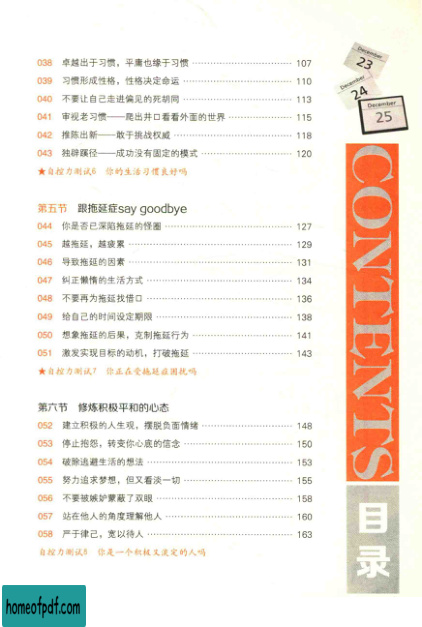 038 卓越出于习惯，平庸也缘于习惯 107
039 习惯形成性格，性格决定命运 110
040 不要让自己走进偏见的死胡同 113
041 审视老习惯——爬出井口看看外面的世界 115
042 推陈出新——敢于挑战权威 118
043 独辟蹊径——成功没有固定的模式 120
★自控力测试6 你的生活习惯良好吗
第五节 跟拖延症say goodbye
044 你是否已深陷拖延的怪圈 127
045 越拖延，越疲累 129
046 导致拖延的因素 131
047 纠正懒惰的生活方式 134
048 不要再为拖延找借口 136
049 给自己的时间设定期限 138
050 想象拖延的后果，克制拖延行为 141
051 激发实现目标的动机，打破拖延 143
★自控力测试7 你正在受拖延症困扰吗
第六节 修炼积极平和的心态
052 建立积极的人生观，摆脱负面情绪 148
053 停止抱怨，转变你心底的信念 150
054 破除逃避生活的想法 153
055 努力追求梦想，但又看淡一切 155
056 不要被嫉妒蒙蔽了双眼 158
057 站在他人的角度理解他人 160
058 严于律己，宽以待人 163
自控力测试8 你是一个积极又淡定的人吗
December
23
December
24
December
25
CONTENTS
目录
homeofpdf.com